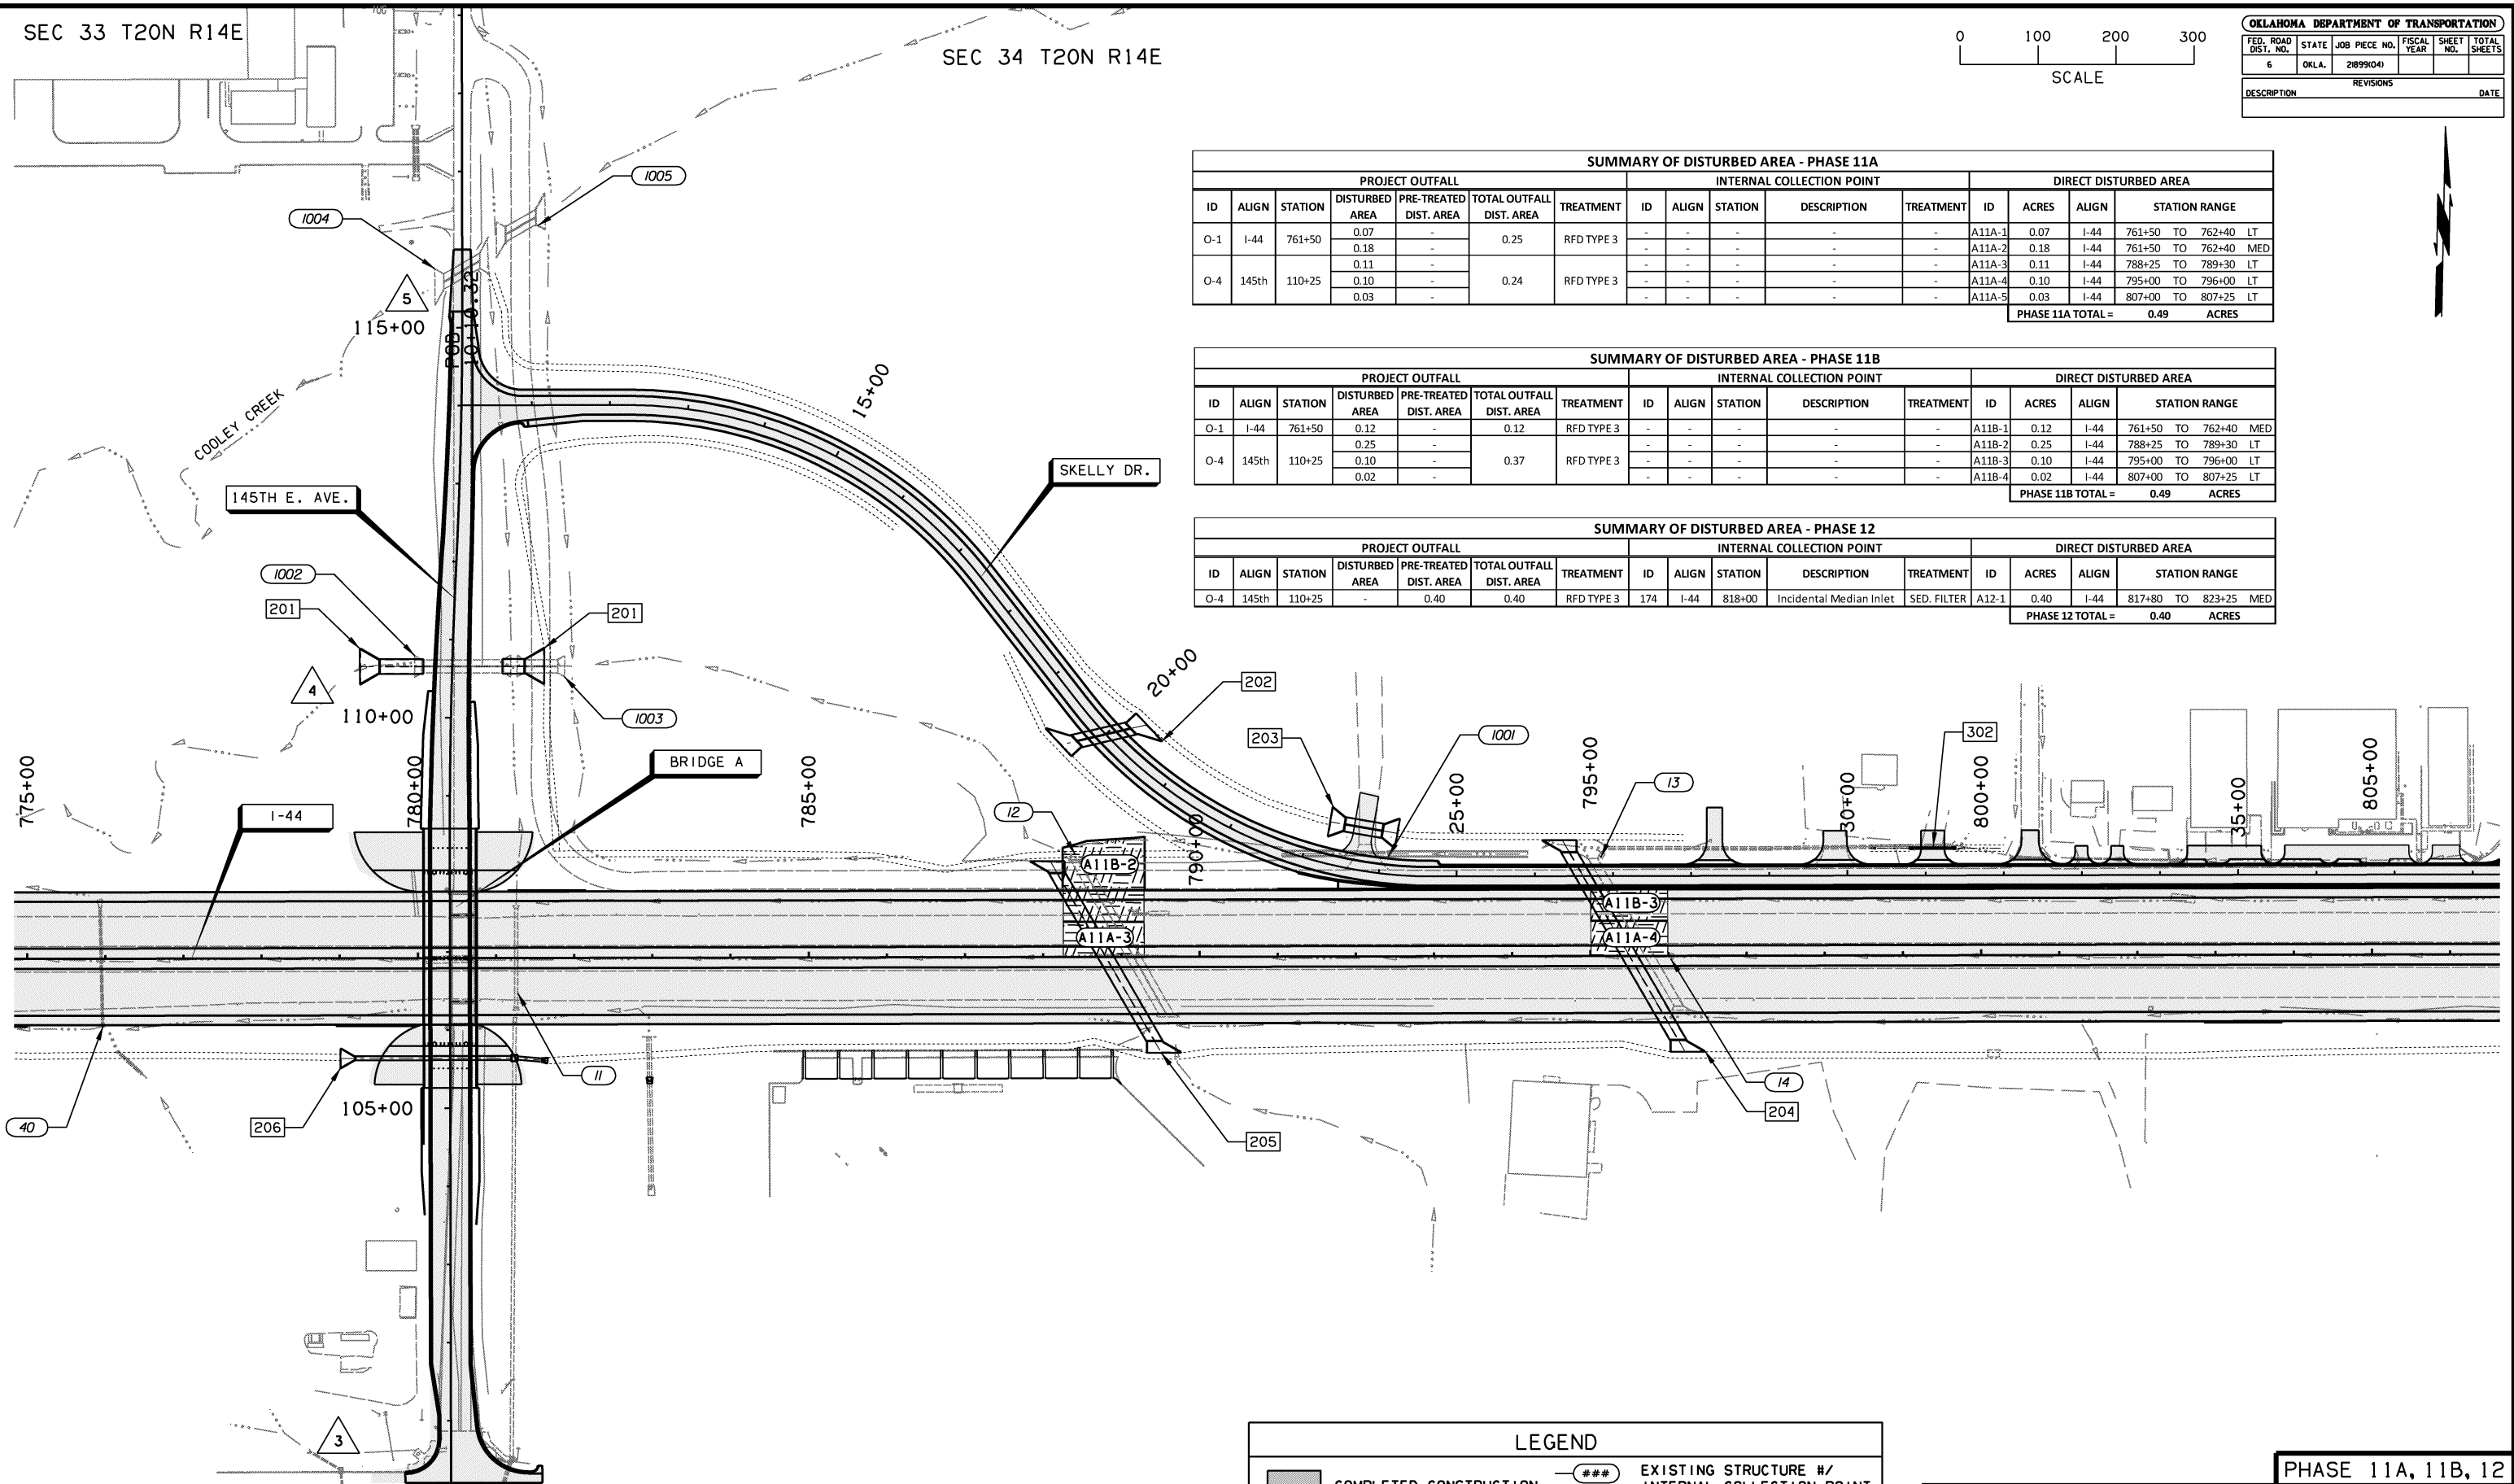 SEC 33 T20N R14E
SEC 34 T20N R14E
0 100 200 300
SCALE
OKLAHOMA DEPARTMENT OF TRANSPORTATION
FED. ROAD DIST. NO. STATE JOB PIECE NO. FISCAL YEAR SHEET NO. TOTAL SHEETS
6 OKLA. 21899(04)
REVISIONS
DESCRIPTION DATE
SUMMARY OF DISTURBED AREA - PHASE 11A
PROJECT OUTFALL INTERNAL COLLECTION POINT DIRECT DISTURBED AREA
ID ALIGN STATION DISTURBED AREA PRE-TREATED DIST. AREA TOTAL OUTFALL DIST. AREA TREATMENT ID ALIGN STATION DESCRIPTION TREATMENT ID ACRES ALIGN STATION RANGE
O-1 I-44 761+50 0.07 - 0.25 RFD TYPE 3 - - - - - A11A-1 0.07 I-44 761+50 TO 762+40 LT
0.18 - - - - - - A11A-2 0.18 I-44 761+50 TO 762+40 MED
O-4 145th 110+25 0.11 - 0.24 RFD TYPE 3 - - - - - A11A-3 0.11 I-44 788+25 TO 789+30 LT
0.10 - - - - - - A11A-4 0.10 I-44 795+00 TO 796+00 LT
0.03 - - - - - - A11A-5 0.03 I-44 807+00 TO 807+25 LT
PHASE 11A TOTAL = 0.49 ACRES
SUMMARY OF DISTURBED AREA - PHASE 11B
PROJECT OUTFALL INTERNAL COLLECTION POINT DIRECT DISTURBED AREA
ID ALIGN STATION DISTURBED AREA PRE-TREATED DIST. AREA TOTAL OUTFALL DIST. AREA TREATMENT ID ALIGN STATION DESCRIPTION TREATMENT ID ACRES ALIGN STATION RANGE
O-1 I-44 761+50 0.12 - 0.12 RFD TYPE 3 - - - - - A11B-1 0.12 I-44 761+50 TO 762+40 MED
O-4 145th 110+25 0.25 - 0.37 RFD TYPE 3 - - - - - A11B-2 0.25 I-44 788+25 TO 789+30 LT
0.10 - - - - - - A11B-3 0.10 I-44 795+00 TO 796+00 LT
0.02 - - - - - - A11B-4 0.02 I-44 807+00 TO 807+25 LT
PHASE 11B TOTAL = 0.49 ACRES
SUMMARY OF DISTURBED AREA - PHASE 12
PROJECT OUTFALL INTERNAL COLLECTION POINT DIRECT DISTURBED AREA
ID ALIGN STATION DISTURBED AREA PRE-TREATED DIST. AREA TOTAL OUTFALL DIST. AREA TREATMENT ID ALIGN STATION DESCRIPTION TREATMENT ID ACRES ALIGN STATION RANGE
O-4 145th 110+25 - 0.40 0.40 RFD TYPE 3 174 I-44 818+00 Incidental Median Inlet SED. FILTER A12-1 0.40 I-44 817+80 TO 823+25 MED
PHASE 12 TOTAL = 0.40 ACRES
1005
1004
5
115+00
POB
10+10.32
15+00
COOLEY CREEK
145TH E. AVE.
SKELLY DR.
1002
201
201
4
110+00
1003
20+00
202
203
1001
BRIDGE A
775+00
780+00
785+00
790+00
25+00
795+00
13
30+00
302
800+00
35+00
805+00
I-44
12
A11B-2
A11A-3
A11B-3
A11A-4
40
206
105+00
11
205
14
204
3
LEGEND
COMPLETED CONSTRUCTION
### EXISTING STRUCTURE #/
INTERNAL COLLECTION POINT
PHASE 11A, 11B, 12